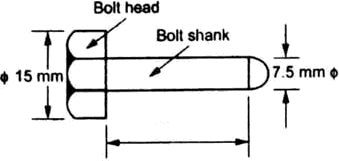 Bolt head
Bolt shank
ϕ 15 mm
7.5 mm ϕ